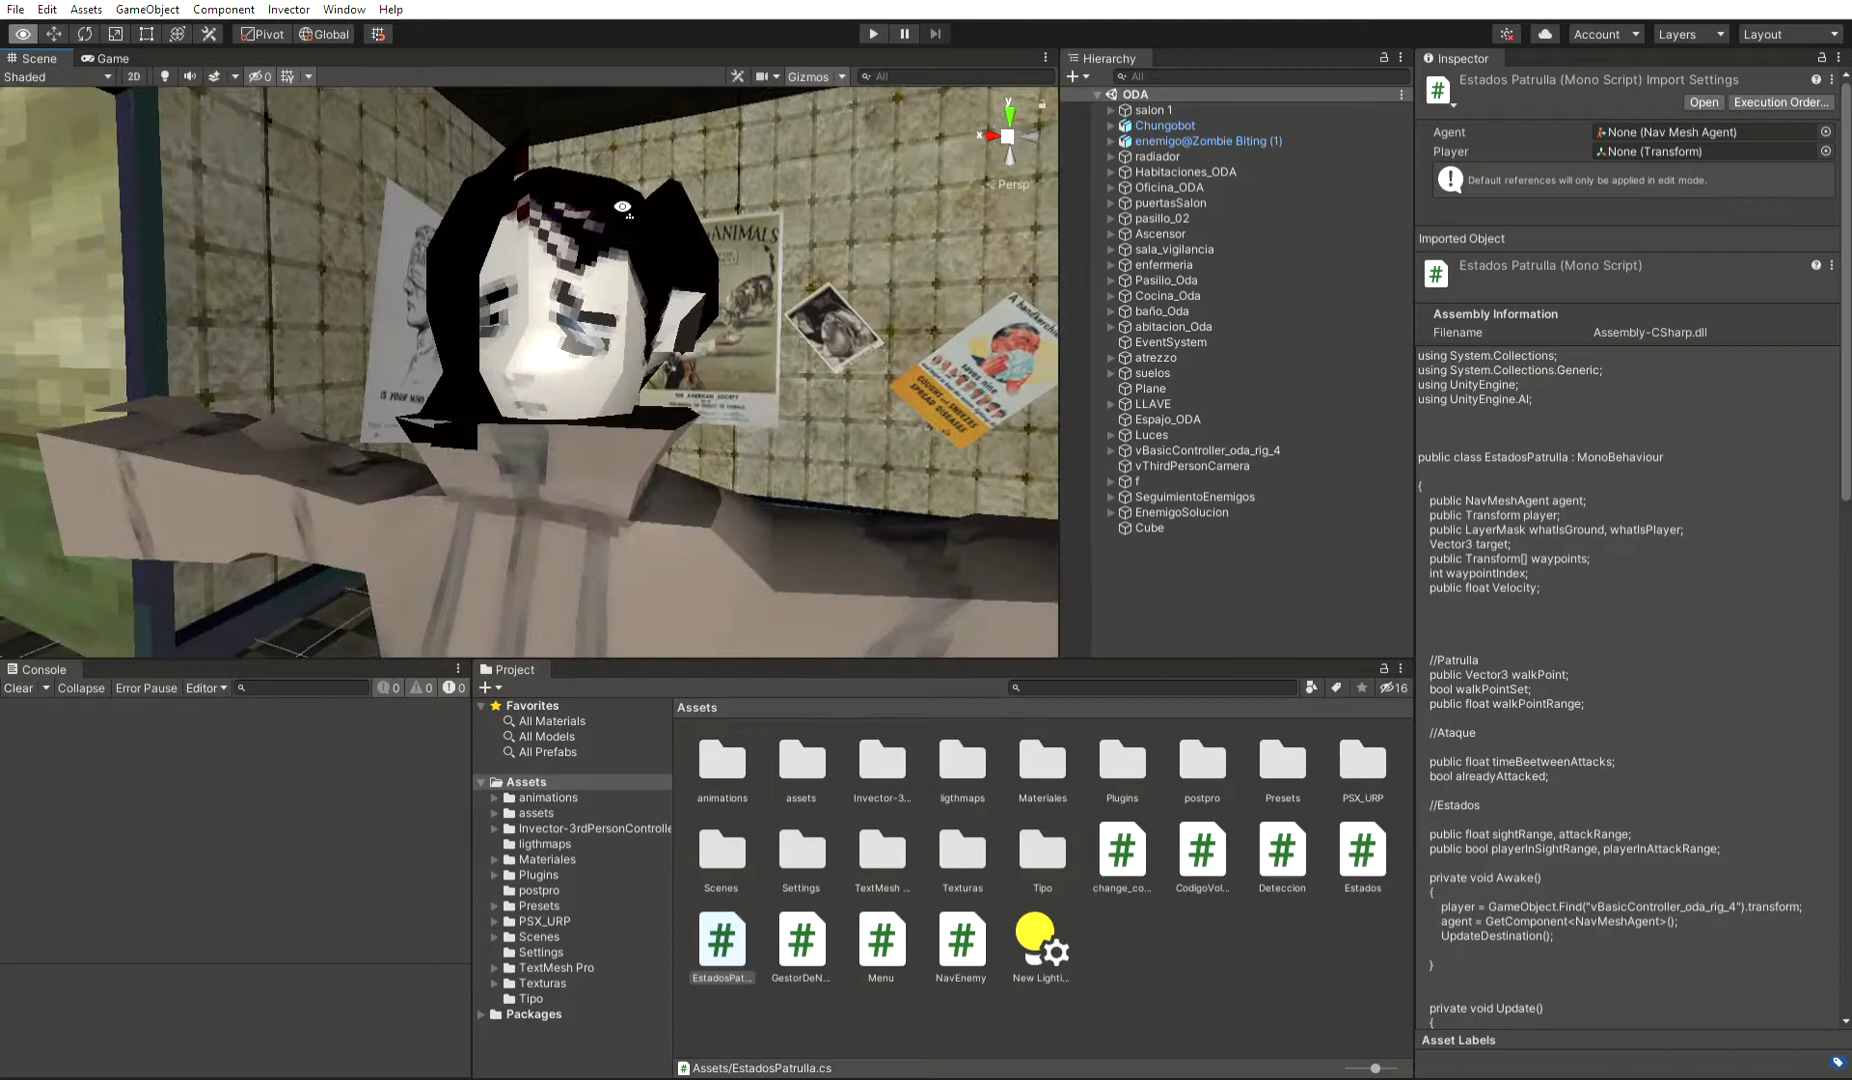 File Edit Assets GameObject Component Invector Window Help
Pivot Global Account Layers Layout
Scene Game
Shaded 2D 0 Gizmos All
y
x
Persp
ANIMALS
THE AMERICAN SOCIETY
A handkerchief
saves nine
COUGHS and SNEEZES
SPREAD DISEASES
Hierarchy
All
ODA
salon 1
Chungobot
enemigo@Zombie Biting (1)
radiador
Habitaciones_ODA
Oficina_ODA
puertasSalon
pasillo_02
Ascensor
sala_vigilancia
enfermeria
Pasillo_Oda
Cocina_Oda
baño_Oda
abitacion_Oda
EventSystem
atrezzo
suelos
Plane
LLAVE
Espajo_ODA
Luces
vBasicController_oda_rig_4
vThirdPersonCamera
f
SeguimientoEnemigos
EnemigoSolucion
Cube
Inspector
Estados Patrulla (Mono Script) Import Settings
Open Execution Order...
Agent None (Nav Mesh Agent)
Player None (Transform)
Default references will only be applied in edit mode.
Imported Object
Estados Patrulla (Mono Script)
Assembly Information
Filename Assembly-CSharp.dll
using System.Collections;
using System.Collections.Generic;
using UnityEngine;
using UnityEngine.AI;
public class EstadosPatrulla : MonoBehaviour
{
public NavMeshAgent agent;
public Transform player;
public LayerMask whatIsGround, whatIsPlayer;
Vector3 target;
public Transform[] waypoints;
int waypointIndex;
public float Velocity;
//Patrulla
public Vector3 walkPoint;
bool walkPointSet;
public float walkPointRange;
//Ataque
public float timeBeetweenAttacks;
bool alreadyAttacked;
//Estados
public float sightRange, attackRange;
public bool playerInSightRange, playerInAttackRange;
private void Awake()
{
player = GameObject.Find("vBasicController_oda_rig_4").transform;
agent = GetComponent<NavMeshAgent>();
UpdateDestination();
}
private void Update()
{
Asset Labels
Console
Clear Collapse Error Pause Editor 0 0 0
Project
16
Favorites
All Materials
All Models
All Prefabs
Assets
animations
assets
Invector-3rdPersonControlle
ligthmaps
Materiales
Plugins
postpro
Presets
PSX_URP
Scenes
Settings
TextMesh Pro
Texturas
Tipo
Packages
Assets
animations assets Invector-3... ligthmaps Materiales Plugins postpro Presets PSX_URP
Scenes Settings TextMesh ... Texturas Tipo change_co... CodigoVol... Deteccion Estados
EstadosPat... GestorDeN... Menu NavEnemy New Lighti...
Assets/EstadosPatrulla.cs